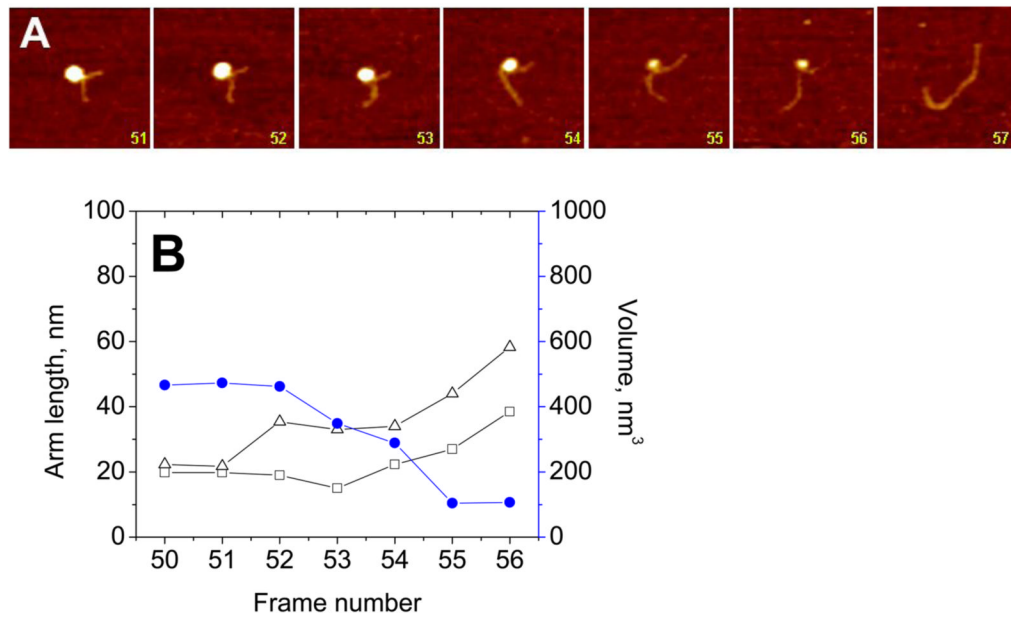 A
51 52 53 54 55 56 57
B
100 1000
80 800
60 600
40 400
20 200
0 0
Arm length, nm
Volume, nm³
50 51 52 53 54 55 56
Frame number